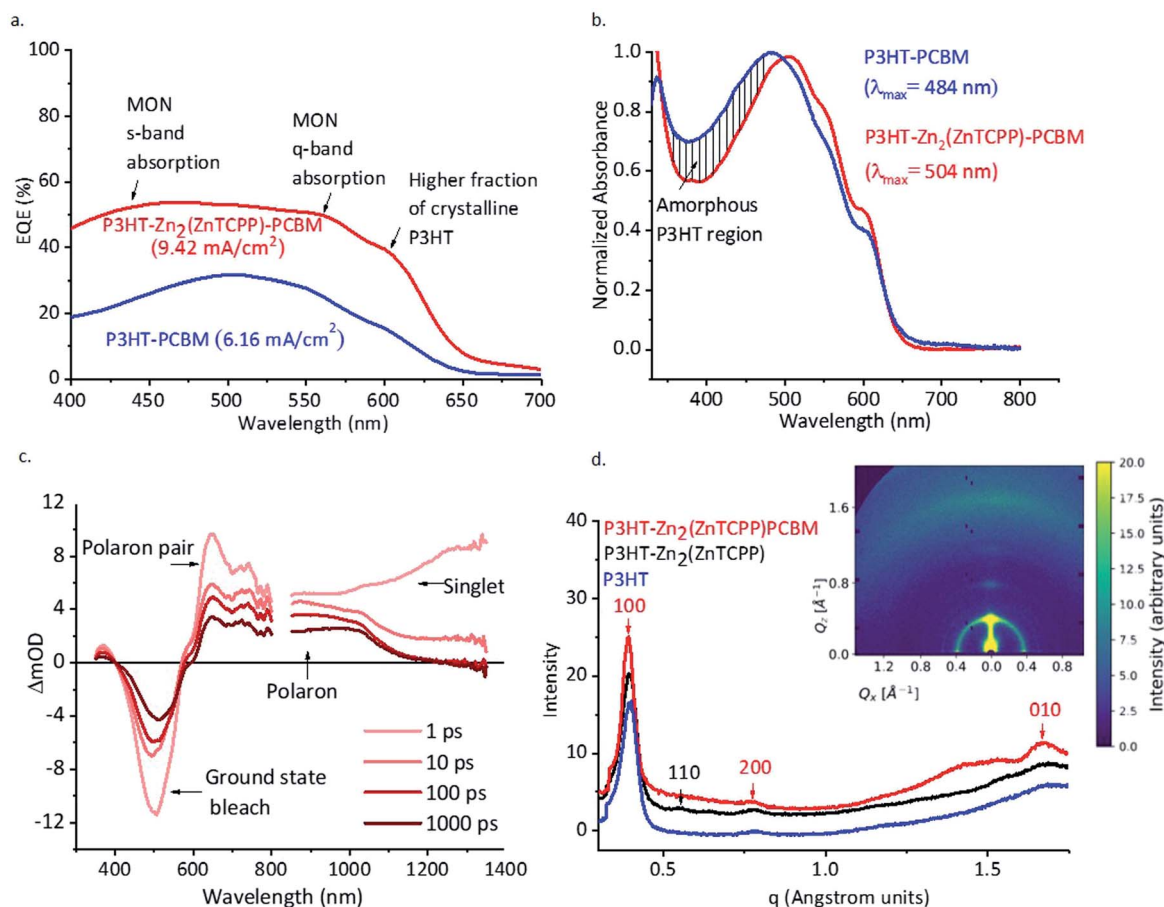 a.
100
80
60
40
20
0
EQE (%)
MON
s-band
absorption
MON
q-band
absorption
Higher fraction
of crystalline
P3HT
P3HT-Zn₂(ZnTCPP)-PCBM
(9.42 mA/cm²)
P3HT-PCBM (6.16 mA/cm²)
400 450 500 550 600 650 700
Wavelength (nm)
b.
1.0
0.8
0.6
0.4
0.2
0.0
Normalized Absorbance
P3HT-PCBM
(λmax= 484 nm)
P3HT-Zn₂(ZnTCPP)-PCBM
(λmax= 504 nm)
Amorphous
P3HT region
400 500 600 700 800
Wavelength (nm)
c.
12
8
4
0
-4
-8
-12
ΔmOD
Polaron pair
Singlet
Polaron
Ground state
bleach
1 ps
10 ps
100 ps
1000 ps
400 600 800 1000 1200 1400
Wavelength (nm)
d.
40
30
20
10
0
Intensity
P3HT-Zn₂(ZnTCPP)PCBM
P3HT-Zn₂(ZnTCPP)
P3HT
100
110
200
010
0.5 1.0 1.5
q (Angstrom units)
1.6
0.8
0.0
Qz [Å⁻¹]
1.2 0.8 0.4 0.0 0.4 0.8
Qx [Å⁻¹]
20.0
17.5
15.0
12.5
10.0
7.5
5.0
2.5
0.0
Intensity (arbitrary units)